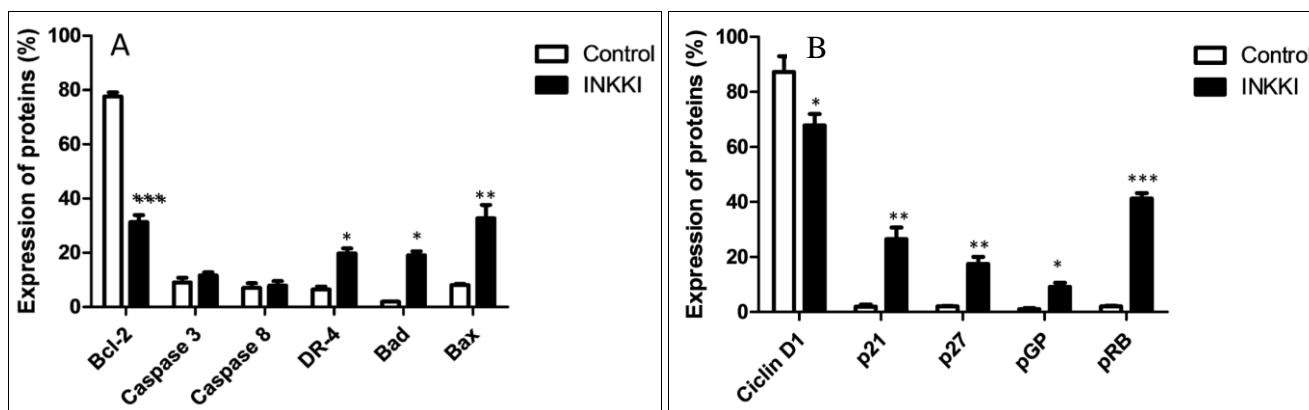 A
Expression of proteins (%)
100
80
60
40
20
0
Control
INKKI
***
*
*
**
Bcl-2
Caspase 3
Caspase 8
DR-4
Bad
Bax
B
Expression of proteins (%)
100
80
60
40
20
0
Control
INKKI
*
**
**
*
***
Ciclin D1
p21
p27
pGP
pRB